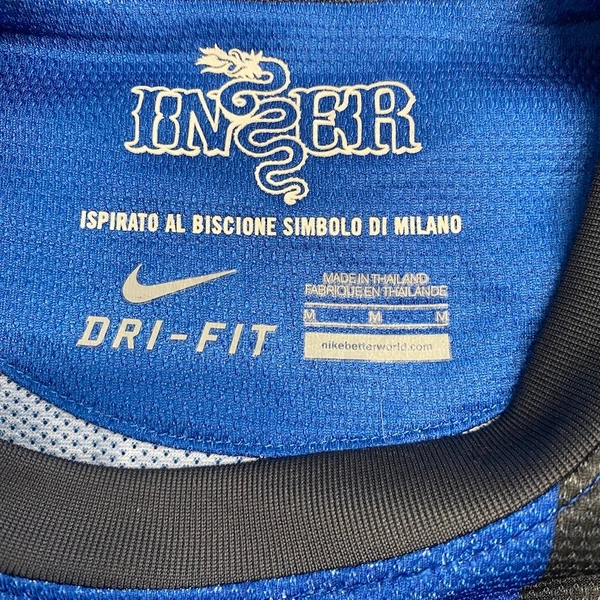 INTER
ISPIRATO AL BISCIONE SIMBOLO DI MILANO
DRI-FIT
MADE IN THAILAND
FABRIQUE EN THAILANDE
M M M
nikebetterworld.com